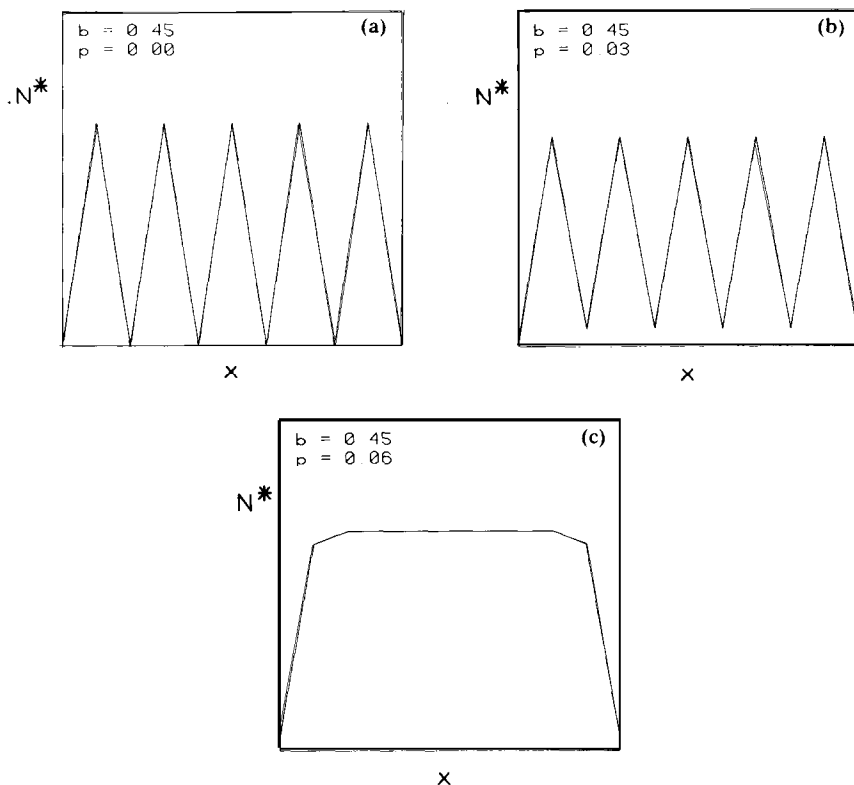 b = 0 45 (a)
p = 0 00
.N*
x
b = 0 45 (b)
p = 0.03
N*
x
b = 0 45 (c)
p = 0.06
N*
x